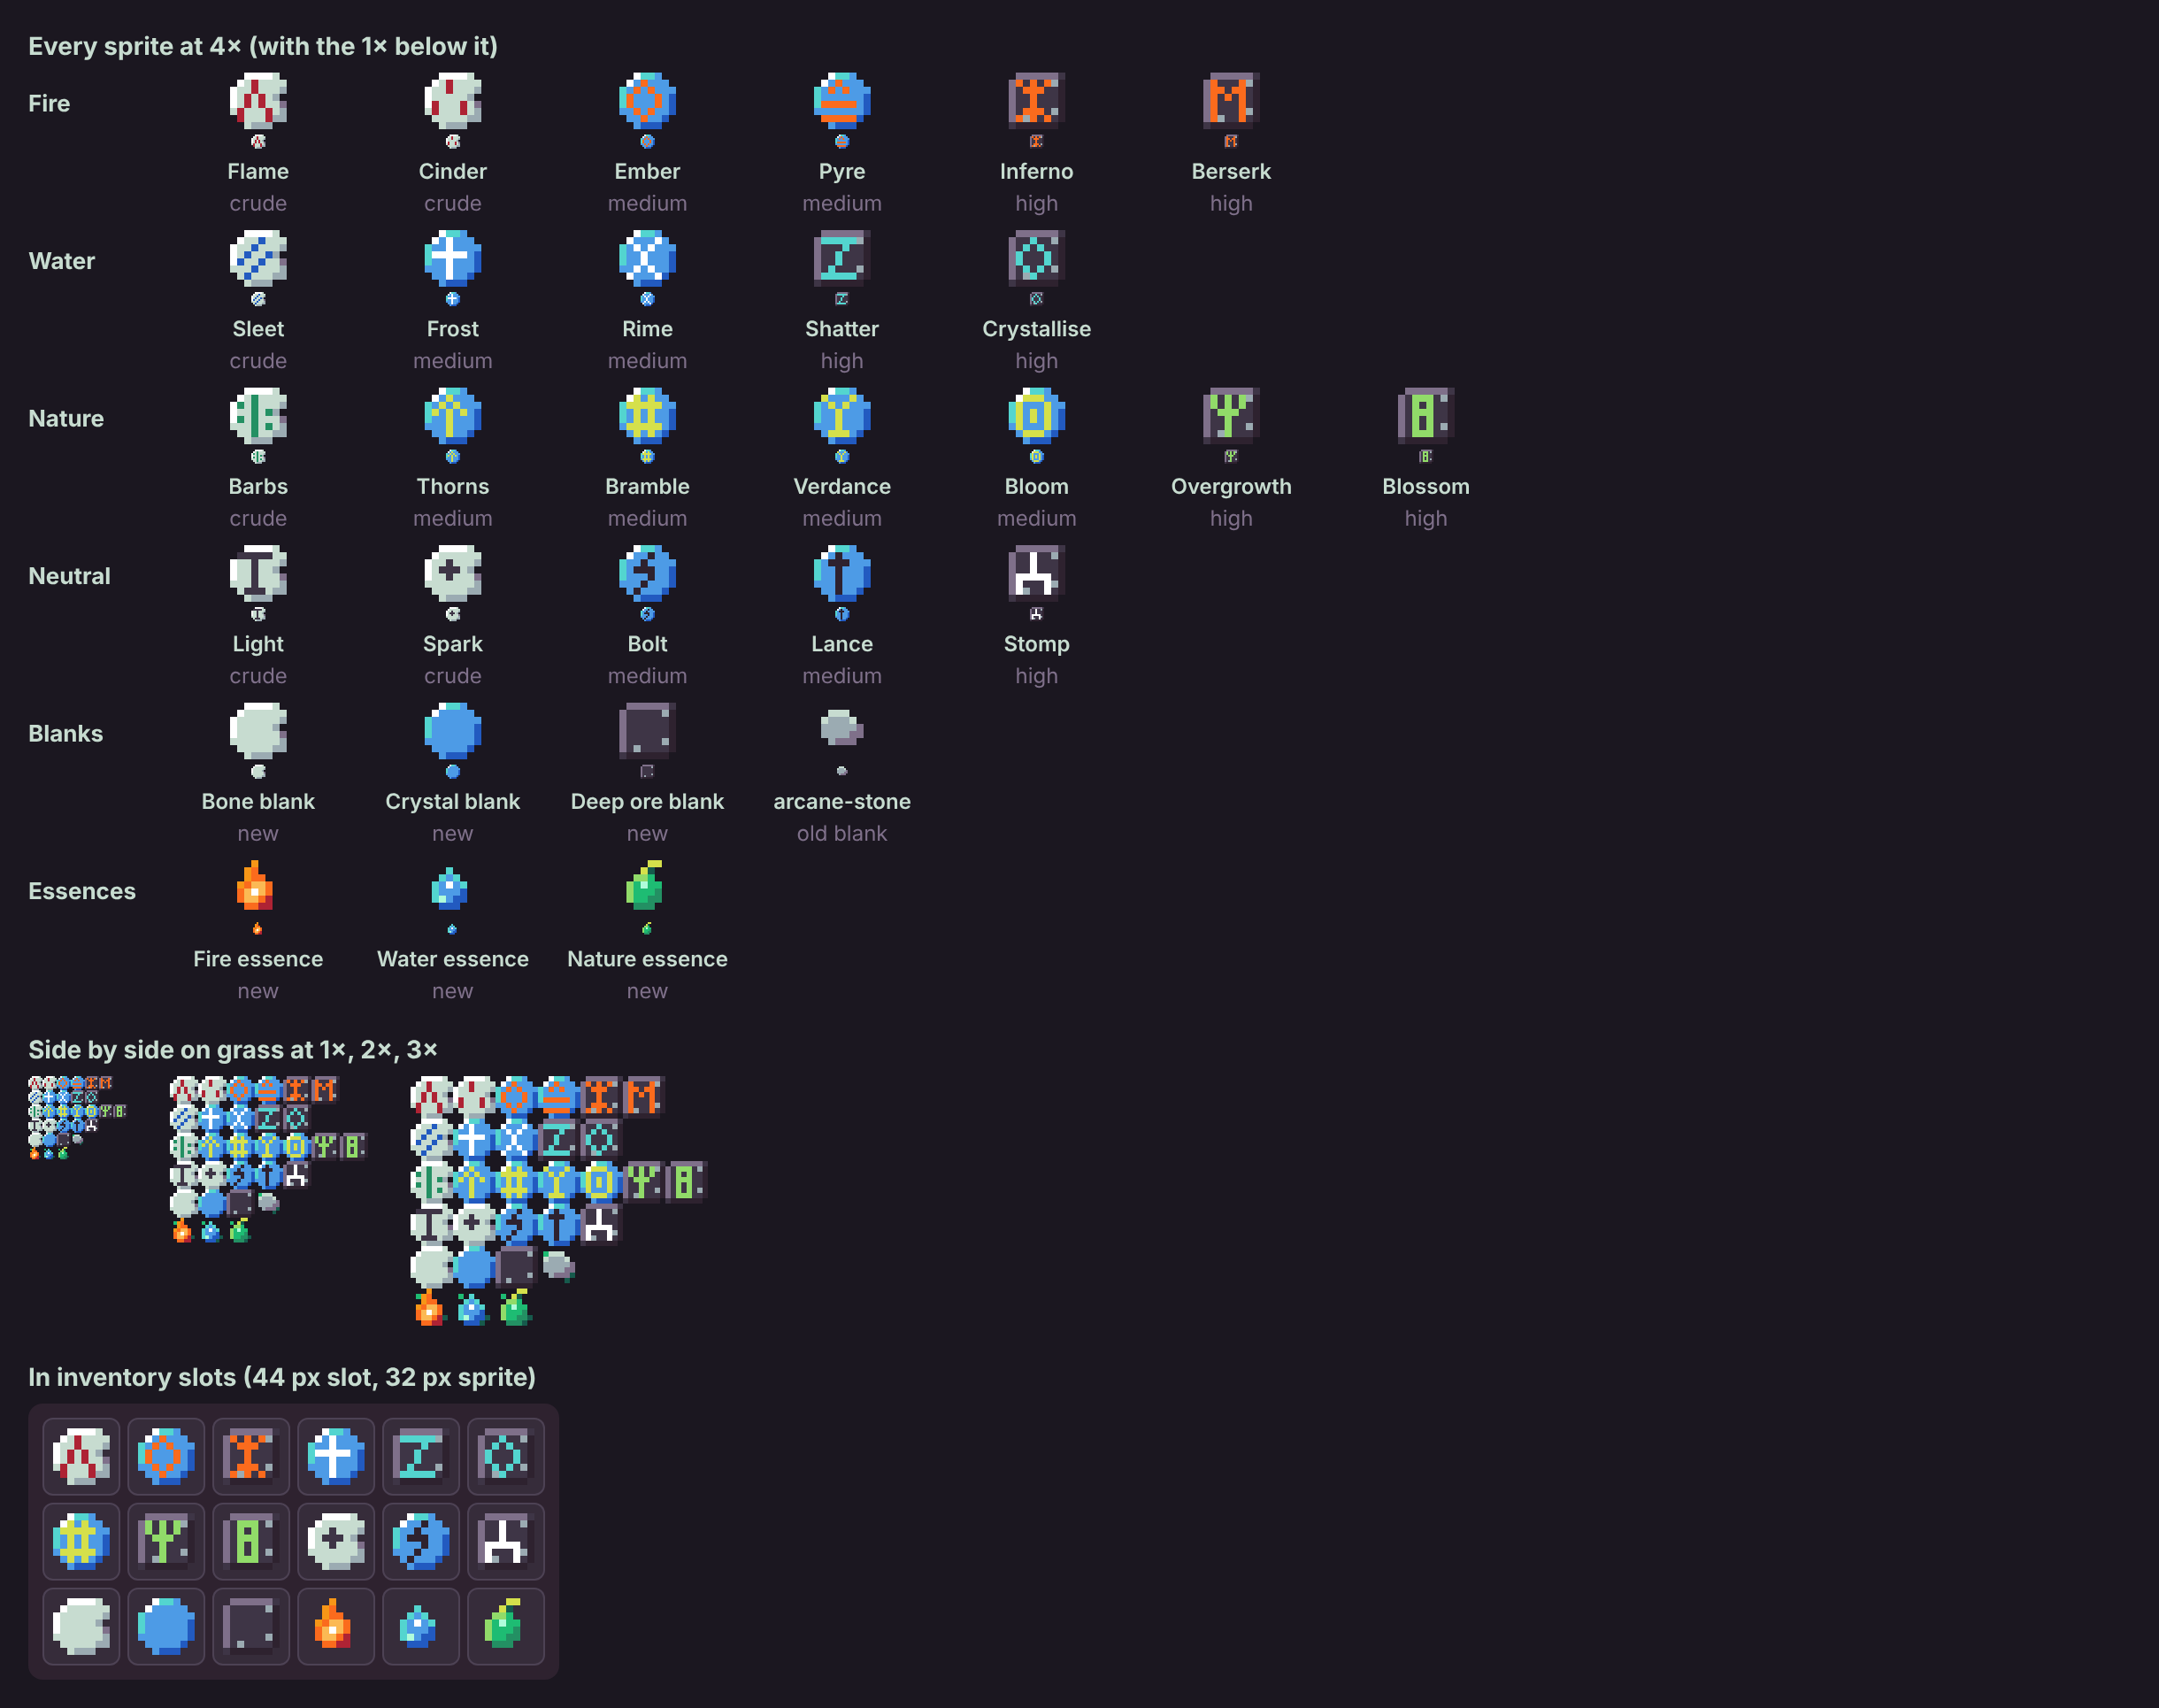 Every sprite at 4× (with the 1× below it)
Fire
Flame
crude
Cinder
crude
Ember
medium
Pyre
medium
Inferno
high
Berserk
high
Water
Sleet
crude
Frost
medium
Rime
medium
Shatter
high
Crystallise
high
Nature
Barbs
crude
Thorns
medium
Bramble
medium
Verdance
medium
Bloom
medium
Overgrowth
high
Blossom
high
Neutral
Light
crude
Spark
crude
Bolt
medium
Lance
medium
Stomp
high
Blanks
Bone blank
new
Crystal blank
new
Deep ore blank
new
arcane-stone
old blank
Essences
Fire essence
new
Water essence
new
Nature essence
new
Side by side on grass at 1×, 2×, 3×
In inventory slots (44 px slot, 32 px sprite)